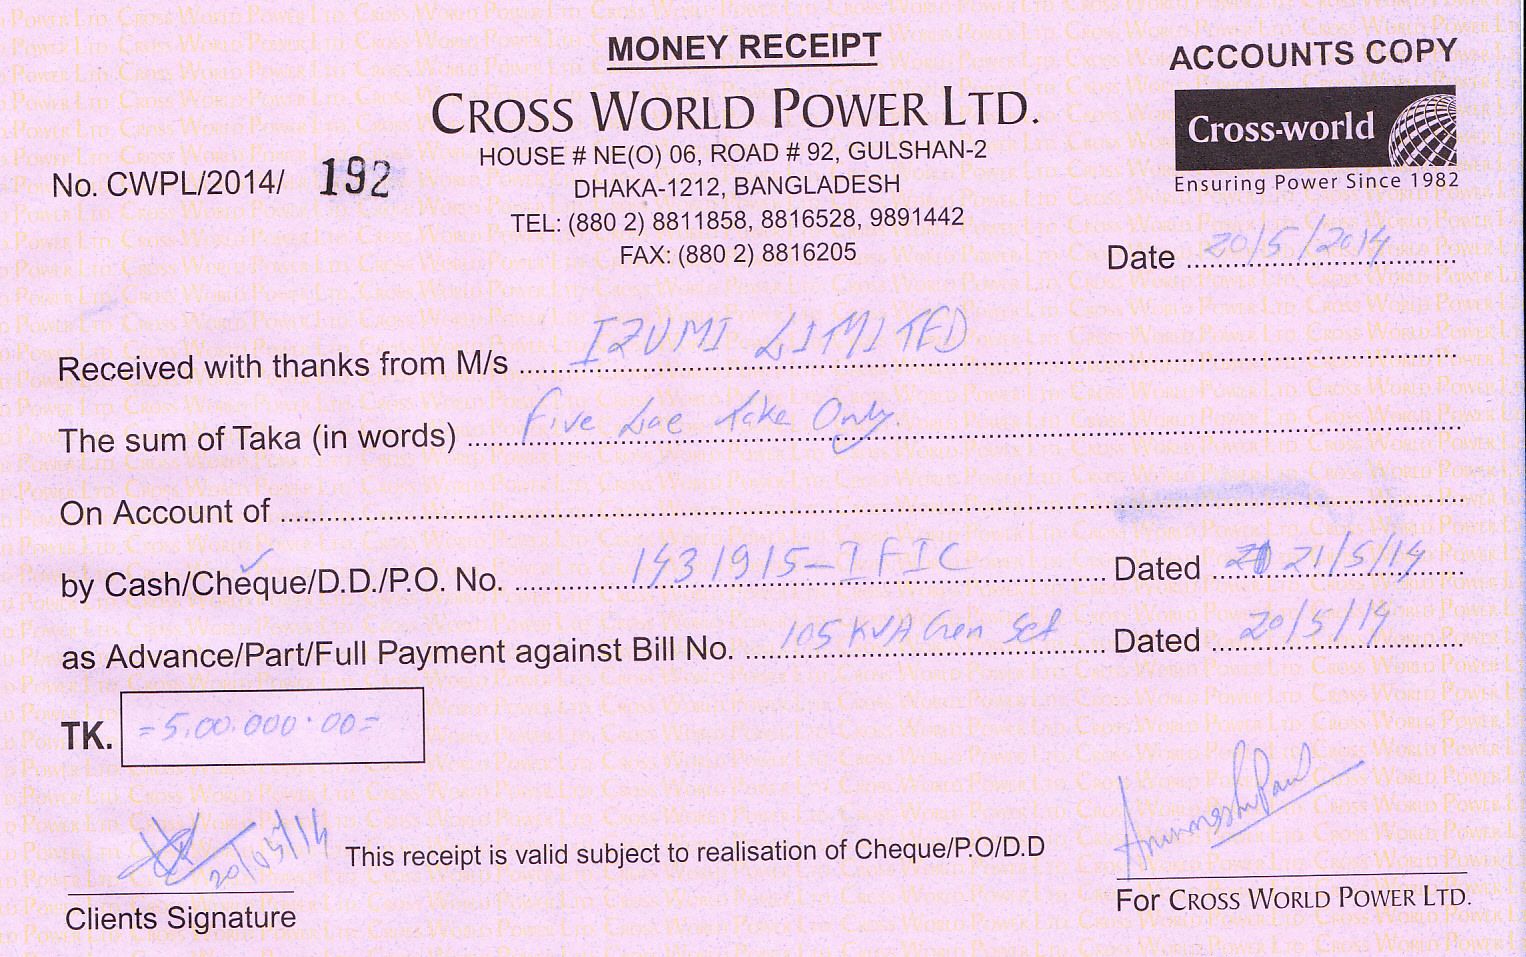 MONEY RECEIPT
ACCOUNTS COPY
CROSS WORLD POWER LTD.
Cross-world
Ensuring Power Since 1982
HOUSE # NE(O) 06, ROAD # 92, GULSHAN-2
DHAKA-1212, BANGLADESH
No. CWPL/2014/ 192
TEL: (880 2) 8811858, 8816528, 9891442
FAX: (880 2) 8816205
Date 20/5/2014
Received with thanks from M/s IZUMI LIMITED
The sum of Taka (in words) Five Lac Taka Only
On Account of
by Cash/Cheque/D.D./P.O. No. 1431915-IFIC Dated 21/5/14
as Advance/Part/Full Payment against Bill No. 105 KVA Gen Set Dated 20/5/14
TK. =5,00.000.00=
20/05/14
This receipt is valid subject to realisation of Cheque/P.O/D.D
Clients Signature
For CROSS WORLD POWER LTD.